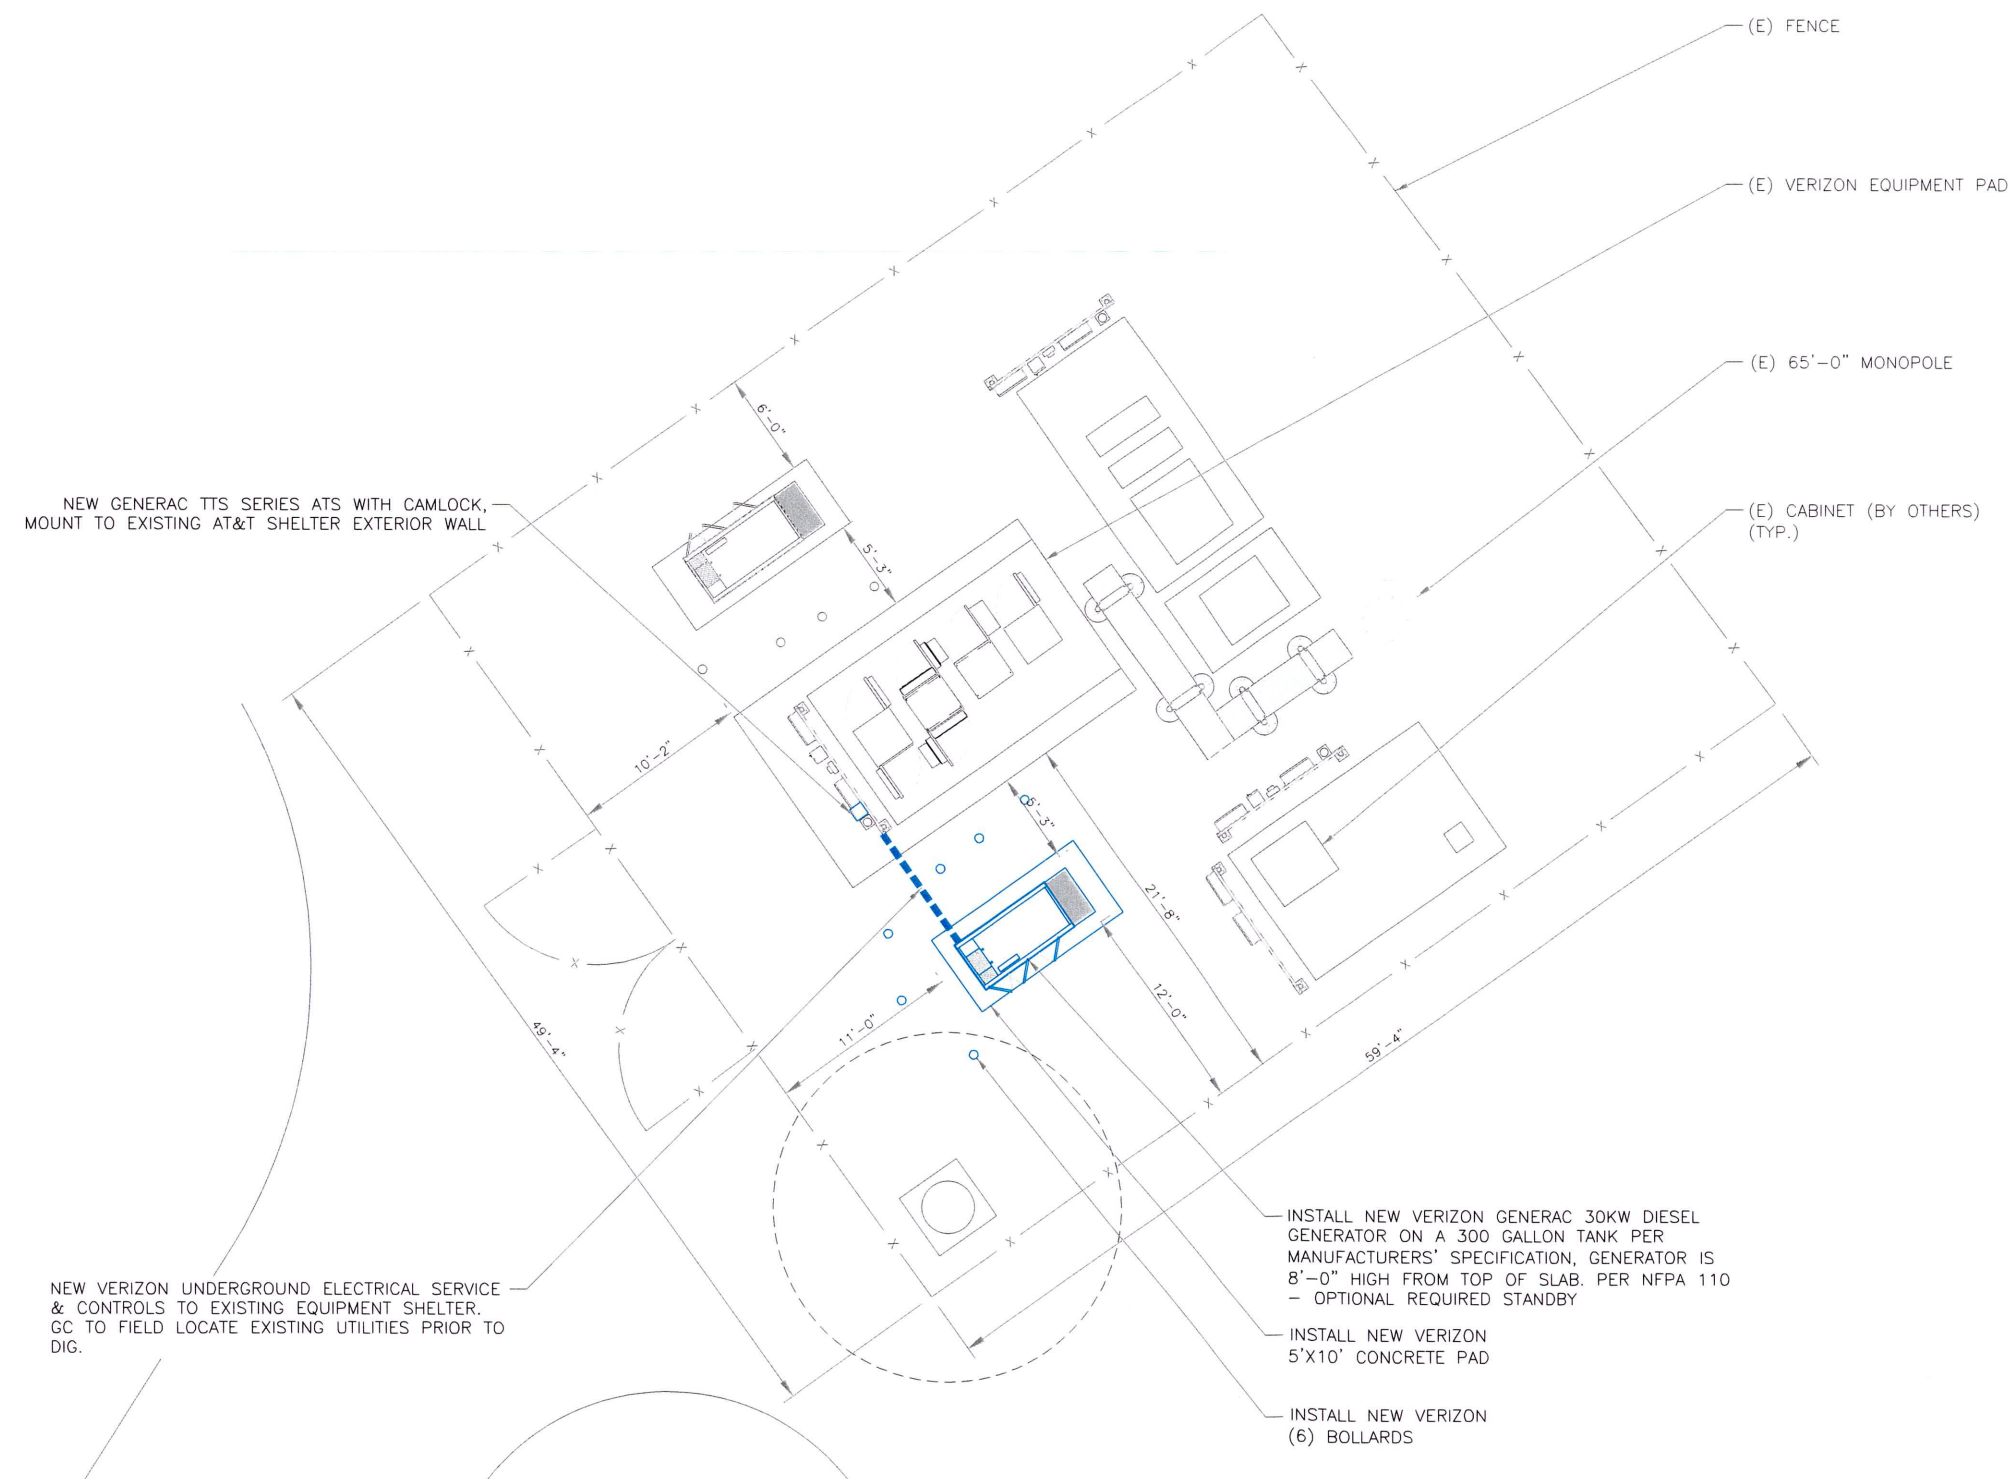 (E) FENCE
(E) VERIZON EQUIPMENT PAD
(E) 65'-0" MONOPOLE
6'-0"
NEW GENERAC TTS SERIES ATS WITH CAMLOCK,
MOUNT TO EXISTING AT&T SHELTER EXTERIOR WALL
(E) CABINET (BY OTHERS)
(TYP.)
5'-3"
10'-2"
5'-3"
21'-8"
12'-0"
11'-0"
49'-4"
59'-4"
INSTALL NEW VERIZON GENERAC 30KW DIESEL
GENERATOR ON A 300 GALLON TANK PER
MANUFACTURERS' SPECIFICATION, GENERATOR IS
8'-0" HIGH FROM TOP OF SLAB. PER NFPA 110
- OPTIONAL REQUIRED STANDBY
NEW VERIZON UNDERGROUND ELECTRICAL SERVICE
& CONTROLS TO EXISTING EQUIPMENT SHELTER.
GC TO FIELD LOCATE EXISTING UTILITIES PRIOR TO
DIG.
INSTALL NEW VERIZON
5'X10' CONCRETE PAD
INSTALL NEW VERIZON
(6) BOLLARDS